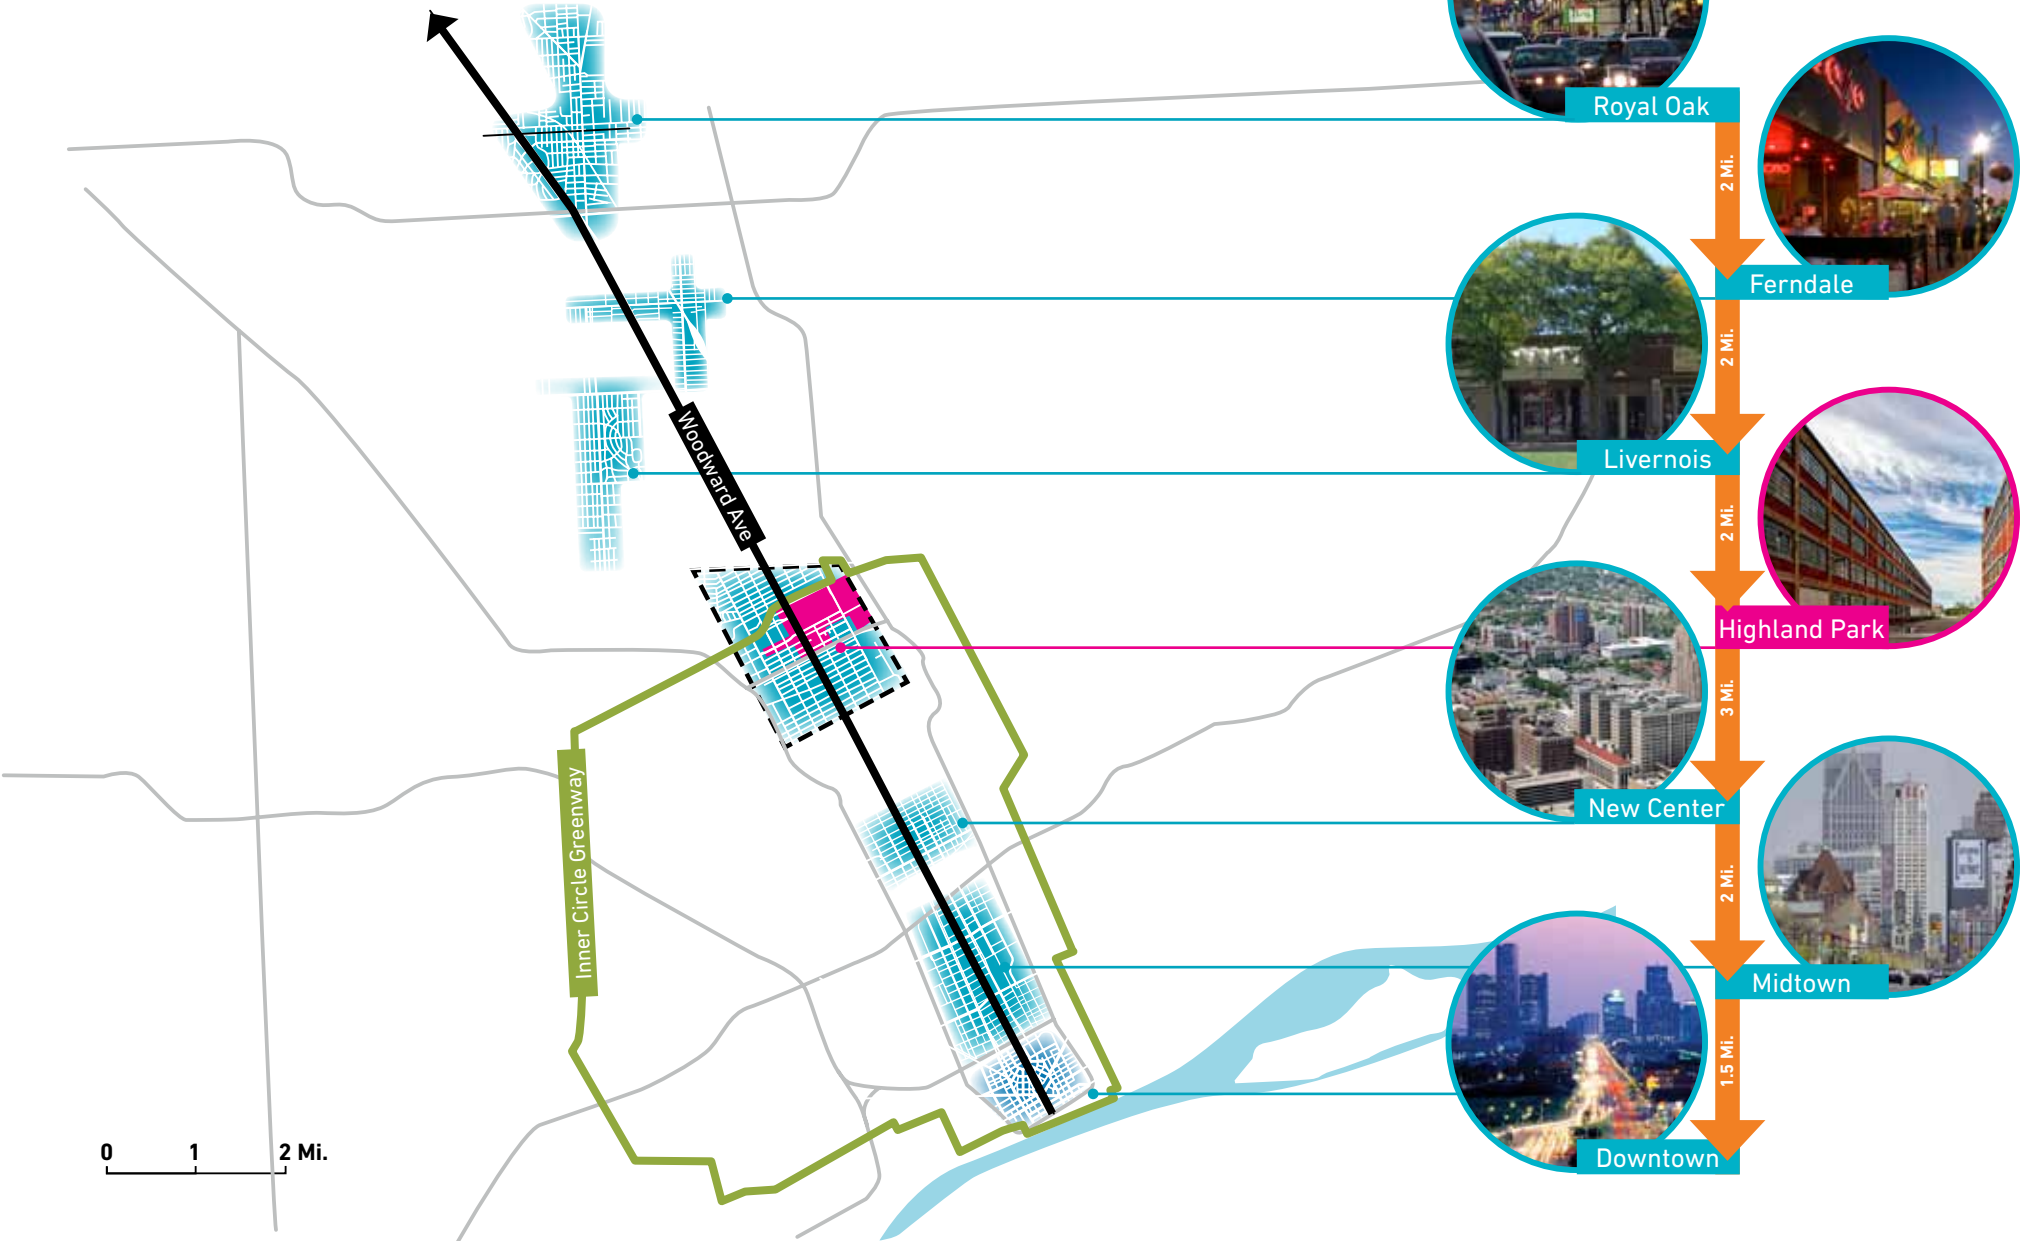 Royal Oak
2 Mi.
Ferndale
2 Mi.
Livernois
2 Mi.
Highland Park
3 Mi.
New Center
2 Mi.
Midtown
1.5 Mi.
Downtown
Woodward Ave
Inner Circle Greenway
0 1 2 Mi.